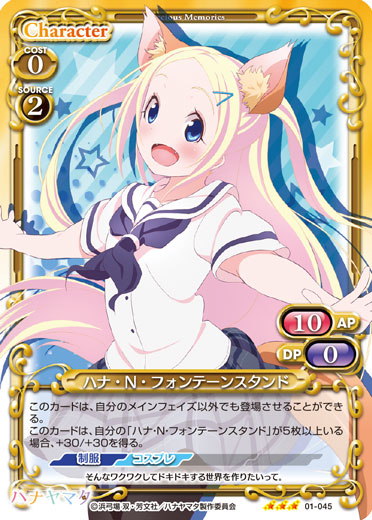 Precious Memories
Character
COST
0
SOURCE
2
10 AP
DP 0
ハナ・N・フォンテーンスタンド
このカードは、自分のメインフェイズ以外でも登場させることができ
る。
このカードは、自分の「ハナ・N・フォンテーンスタンド」が5枚以上いる
場合、+30/+30を得る。
制服 コスプレ
そんなワクワクしてドキドキする世界を作りたいって。
ハナヤマタ
©浜弓場 双・芳文社/ハナヤマタ製作委員会
01-045